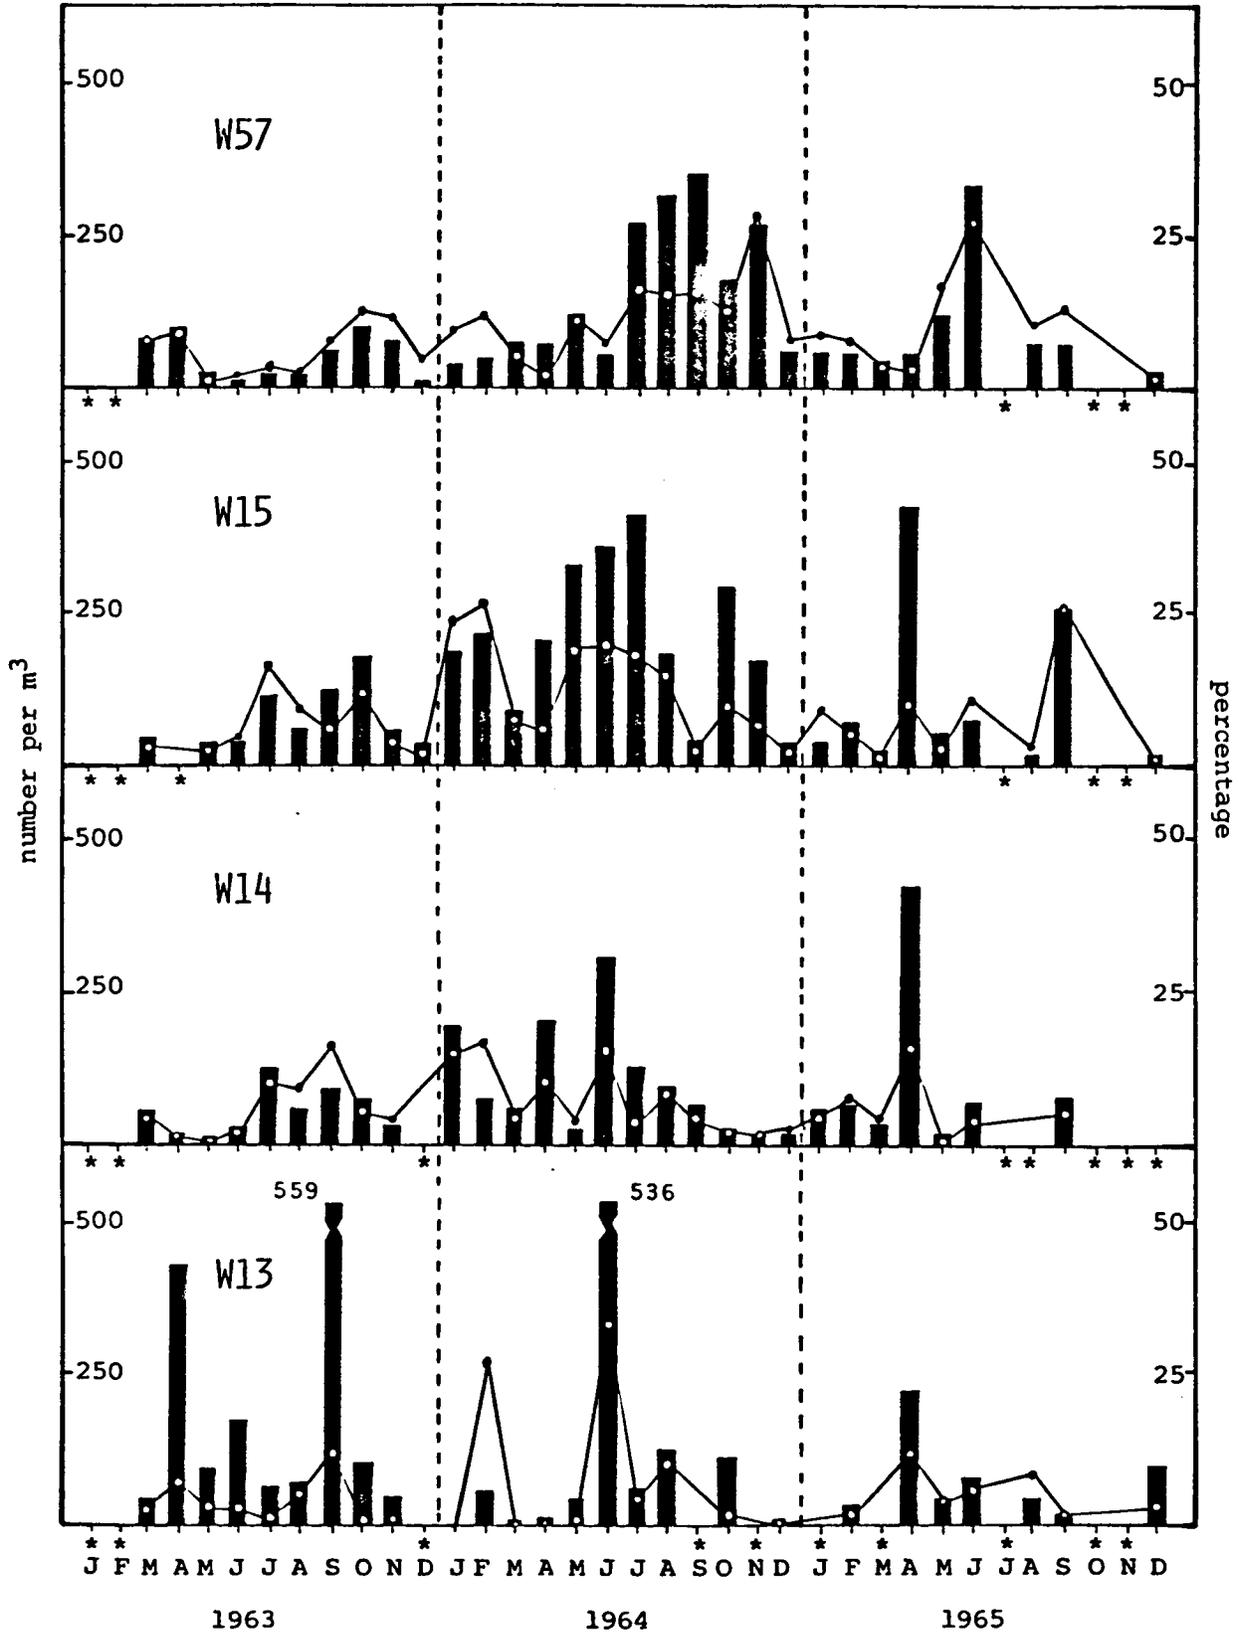 500 50
W57
250 25
* * * * *
500 50
W15
250 25
* * * * * *
number per m³
percentage
500 50
W14
250 25
* * * * * * * *
559 536
500 50
W13
250 25
* * * * * * * * * *
J F M A M J J A S O N D J F M A M J J A S O N D J F M A M J J A S O N D
1963 1964 1965